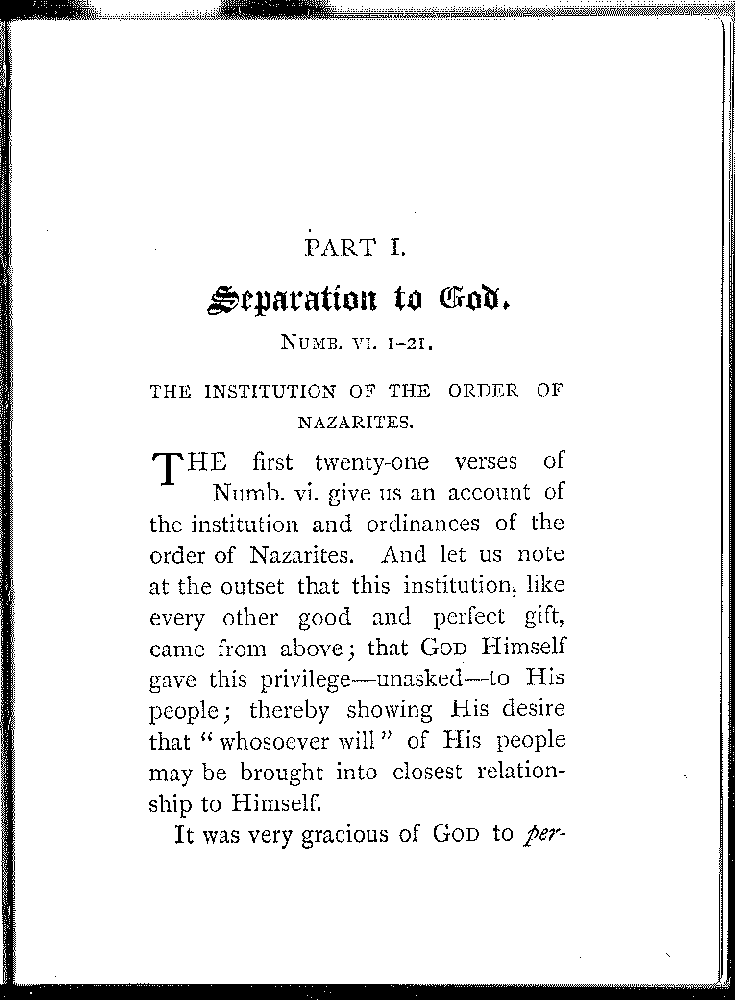 PART I.
Separation to God.
NUMB. VI. 1-21.
THE INSTITUTION OF THE ORDER OF
NAZARITES.
THE first twenty-one verses of
Numb. vi. give us an account of
the institution and ordinances of the
order of Nazarites. And let us note
at the outset that this institution, like
every other good and perfect gift,
came from above; that GOD Himself
gave this privilege—unasked—to His
people; thereby showing His desire
that “ whosoever will ” of His people
may be brought into closest relation-
ship to Himself.
It was very gracious of GOD to per-